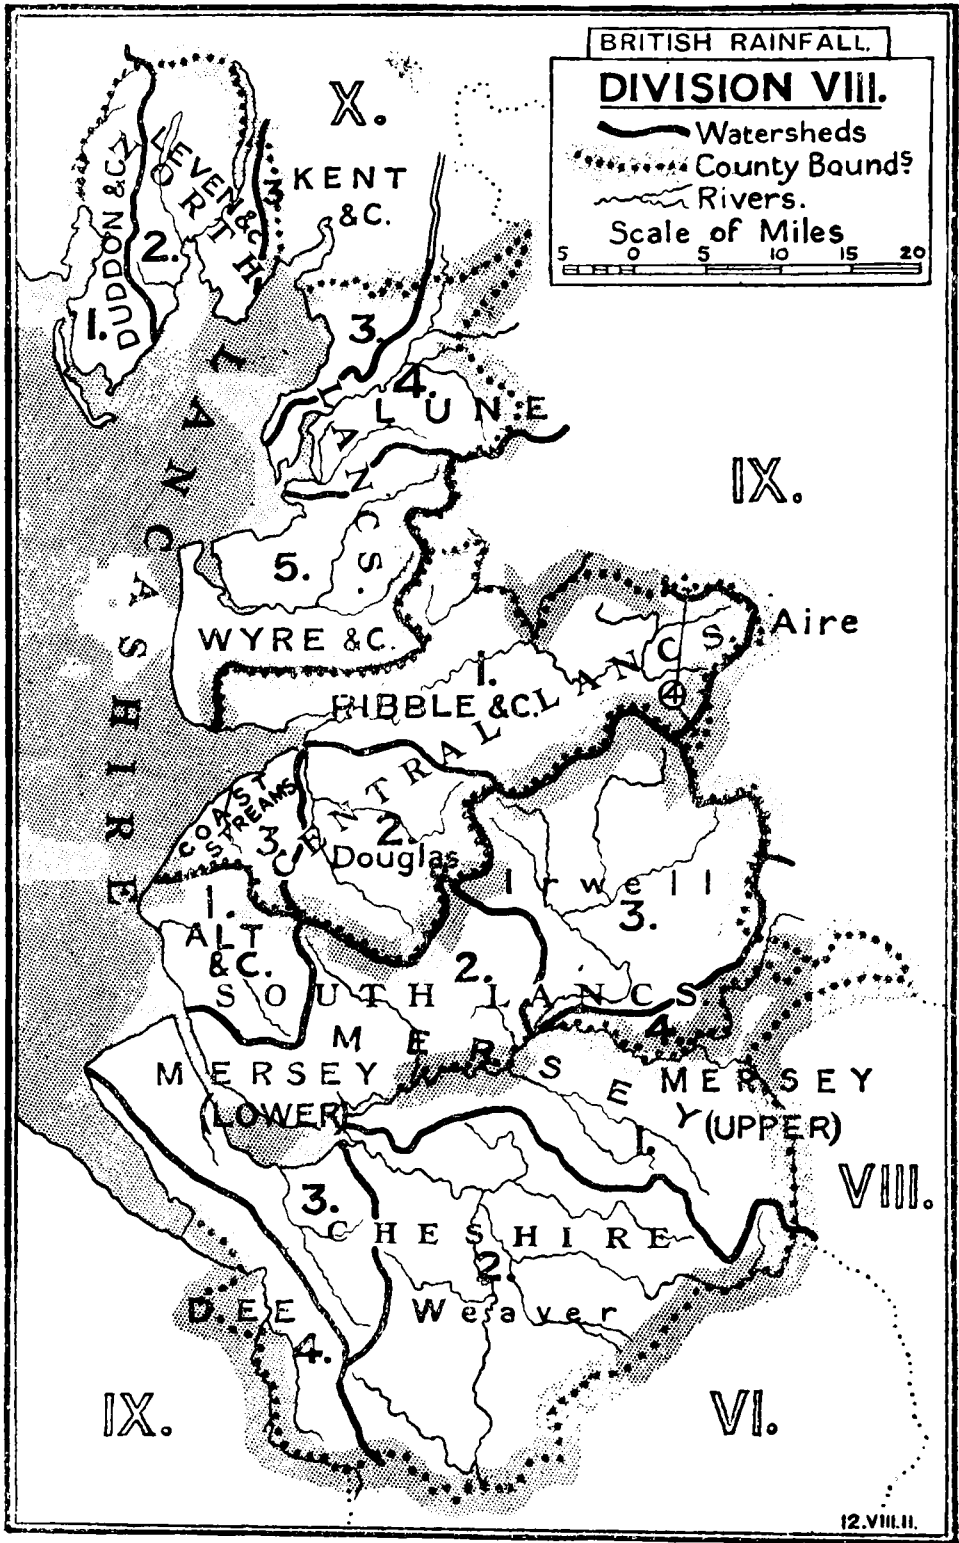 BRITISH RAINFALL.
DIVISION VIII.
Watersheds
County Bounds.
Rivers.
Scale of Miles
5 0 5 10 15 20
X.
KENT
&C.
NORTH
LEVEN &C
DUDDON &C
3.
2.
1.
3.
4.
LUNE
LANCASHIRE
LANCS.
IX.
5.
WYRE &C.
Aire
1.
RIBBLE &C.
4
CENTRAL LANCS.
COAST
STREAMS
3.
2.
Douglas
Irwell
3.
1.
ALT
&C.
2.
SOUTH LANCS.
4.
MERSEY
MERSEY
(LOWER)
MERSEY
(UPPER)
1.
VIII.
3.
CHESHIRE
2.
Weaver
DEE
4.
IX.
VI.
12.VIII.11.